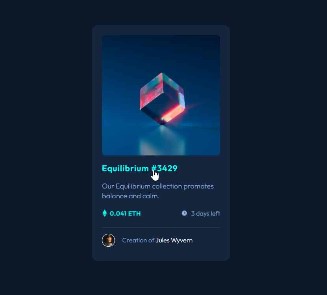 Equilibrium #3429
Our Equilibrium collection promotes
balance and calm.
0.041 ETH
3 days left
Creation of Jules Wyvern